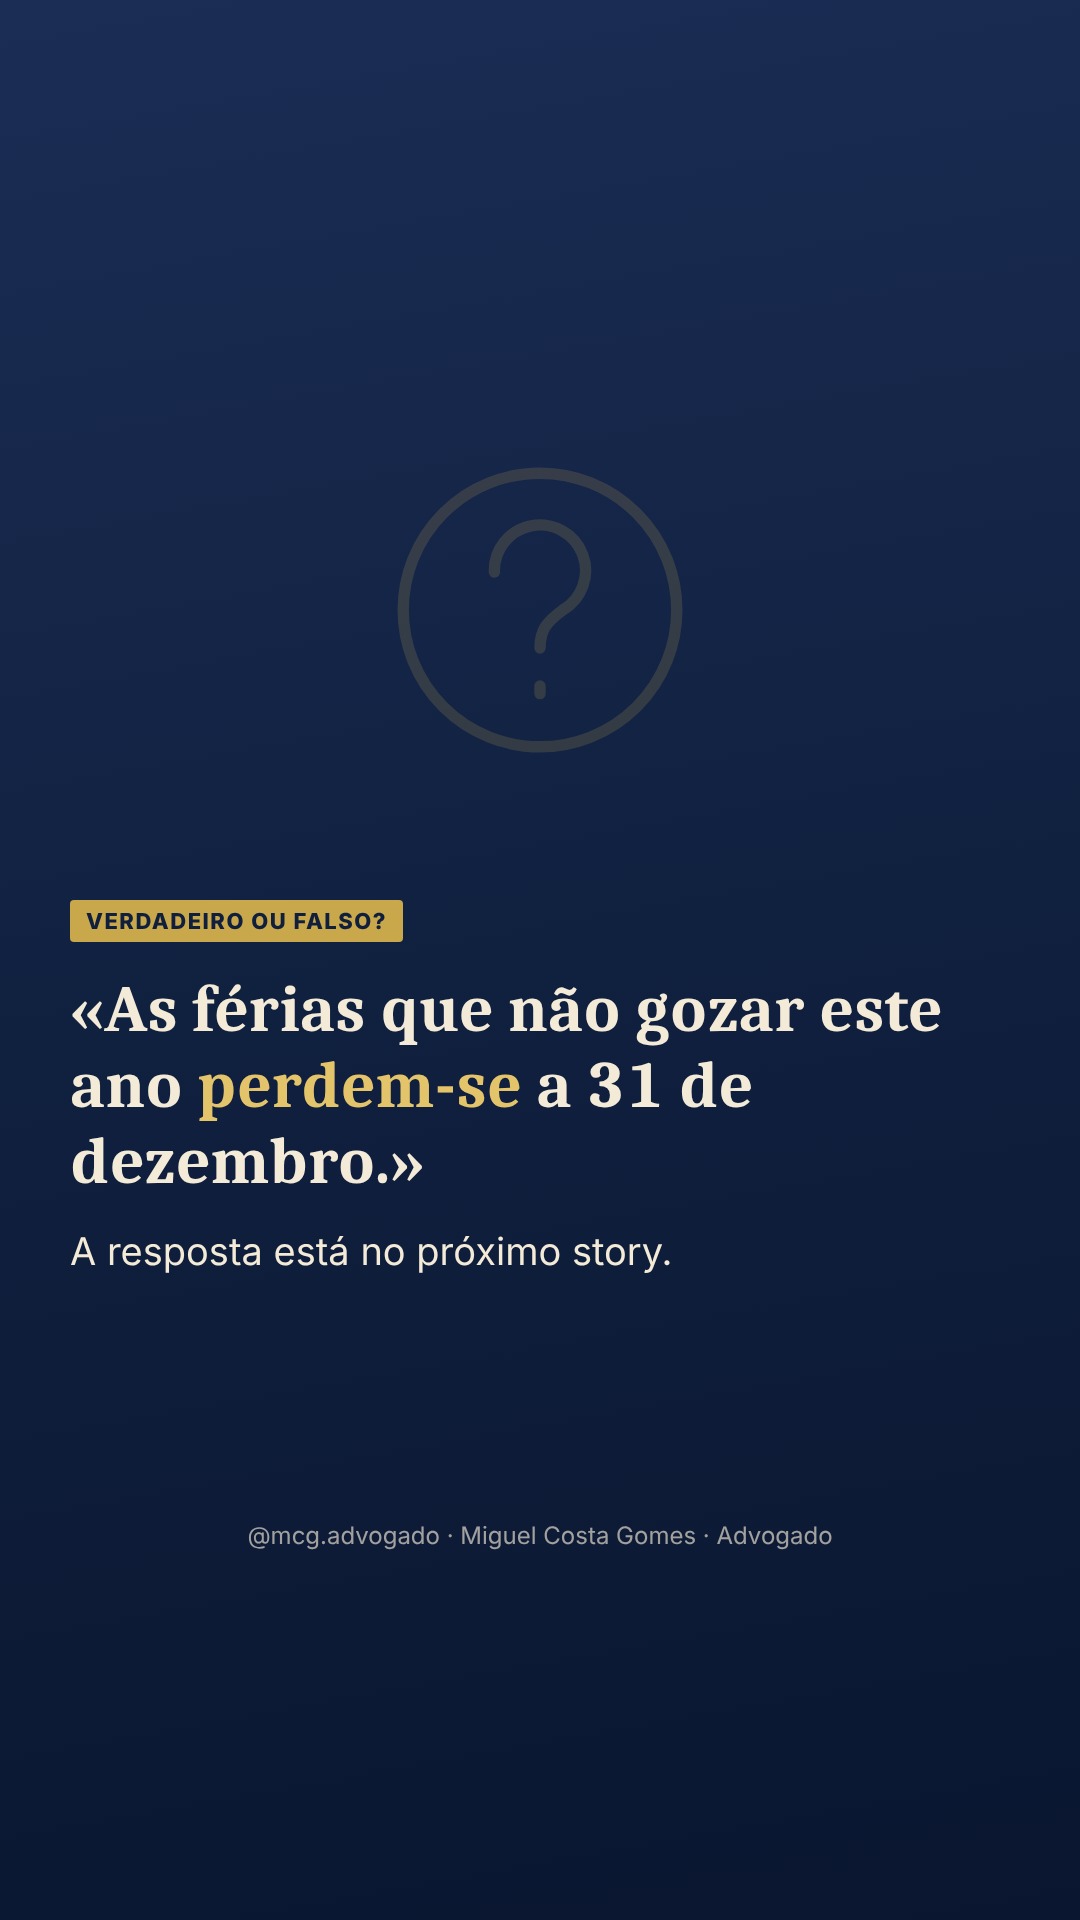 ?
VERDADEIRO OU FALSO?
«As férias que não gozar este
ano perdem-se a 31 de
dezembro.»
A resposta está no próximo story.
@mcg.advogado · Miguel Costa Gomes · Advogado